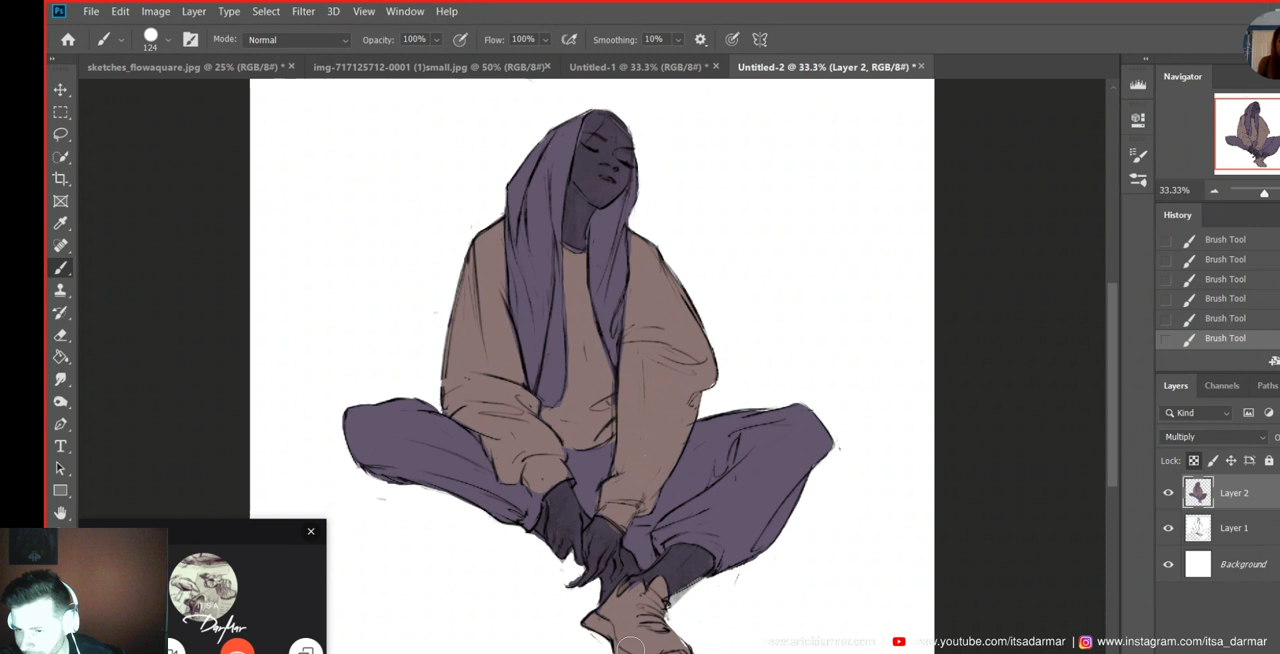 Ps File Edit Image Layer Type Select Filter 3D View Window Help
124 Mode: Normal Opacity: 100% Flow: 100% Smoothing: 10%
sketches_flowaquare.jpg @ 25% (RGB/8#) * img-717125712-0001 (1)small.jpg @ 50% (RGB/8#) Untitled-1 @ 33.3% (RGB/8#) * Untitled-2 @ 33.3% (Layer 2, RGB/8#) *
Navigator
33.33%
History
Brush Tool
Brush Tool
Brush Tool
Brush Tool
Brush Tool
Brush Tool
Layers Channels Paths
Kind
Multiply
Lock:
Layer 2
Layer 1
Background
DarMar
.youtube.com/itsadarmar | www.instagram.com/itsa_darmar